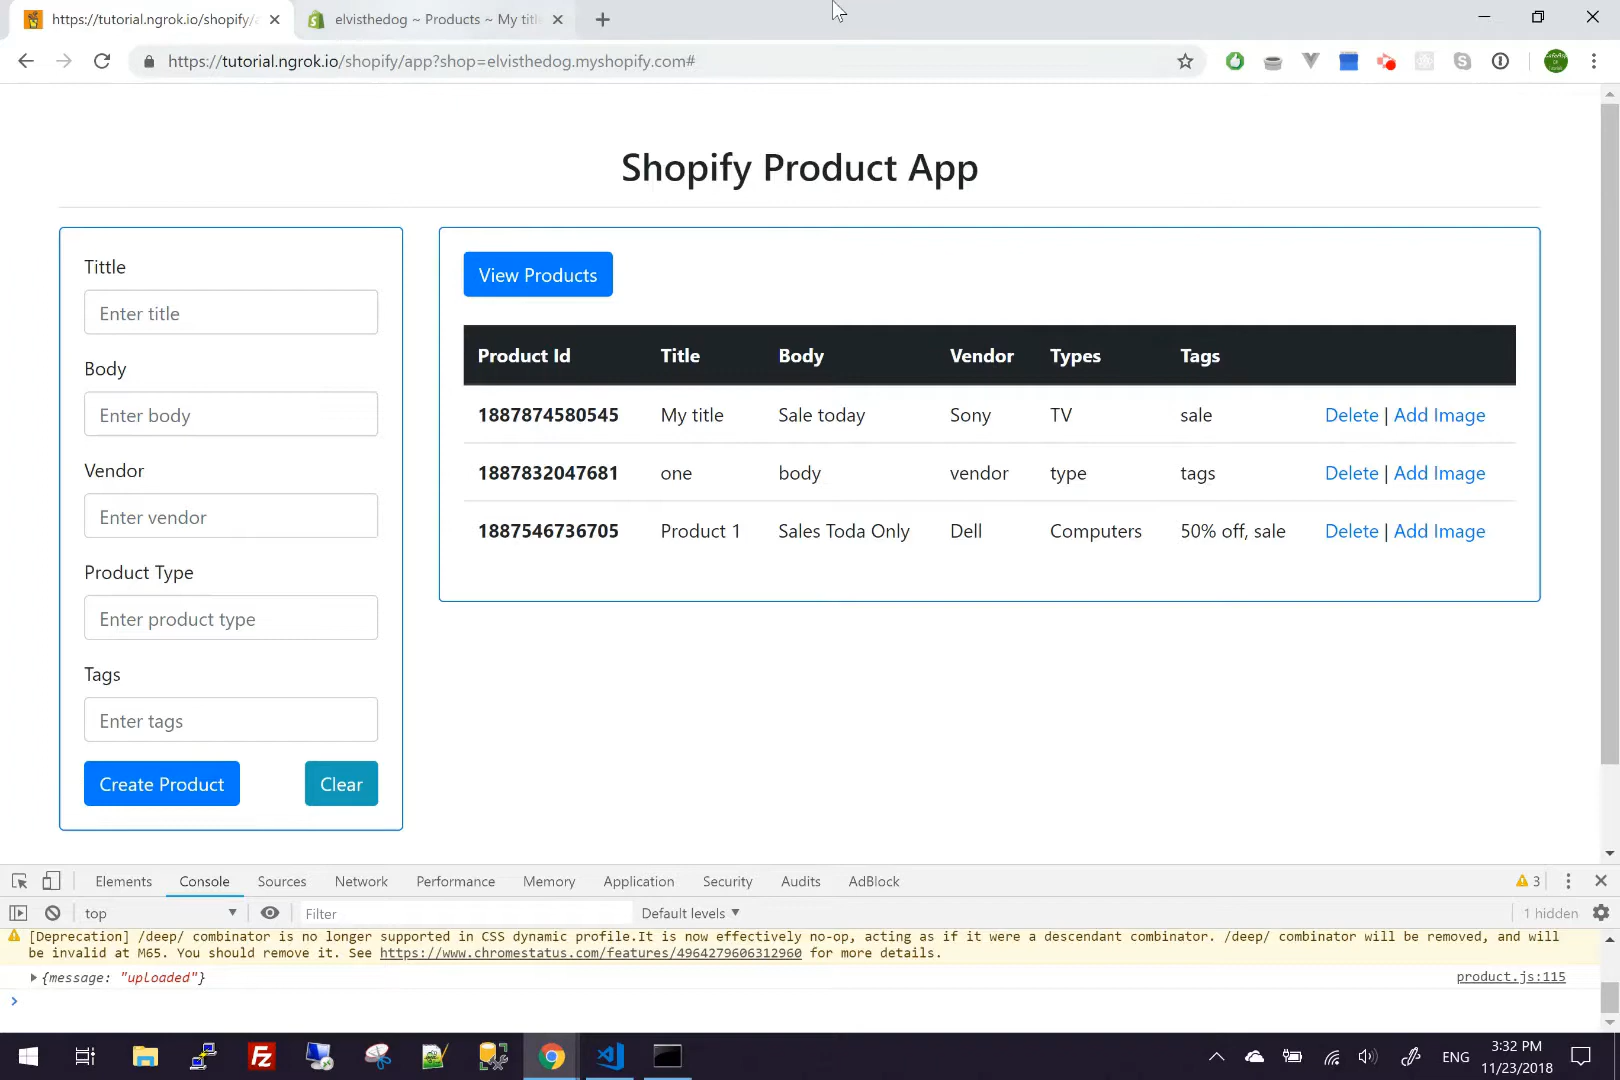 https://tutorial.ngrok.io/shopify/a
elvisthedog ~ Products ~ My titl
https://tutorial.ngrok.io/shopify/app?shop=elvisthedog.myshopify.com#
Shopify Product App
Tittle
Enter title
Body
Enter body
Vendor
Enter vendor
Product Type
Enter product type
Tags
Enter tags
Create Product Clear
View Products
Product Id Title Body Vendor Types Tags
1887874580545 My title Sale today Sony TV sale Delete | Add Image
1887832047681 one body vendor type tags Delete | Add Image
1887546736705 Product 1 Sales Toda Only Dell Computers 50% off, sale Delete | Add Image
Elements Console Sources Network Performance Memory Application Security Audits AdBlock 3
top Filter Default levels 1 hidden
[Deprecation] /deep/ combinator is no longer supported in CSS dynamic profile.It is now effectively no-op, acting as if it were a descendant combinator. /deep/ combinator will be removed, and will
be invalid at M65. You should remove it. See https://www.chromestatus.com/features/4964279606312960 for more details.
{message: "uploaded"} product.js:115
ENG
3:32 PM
11/23/2018